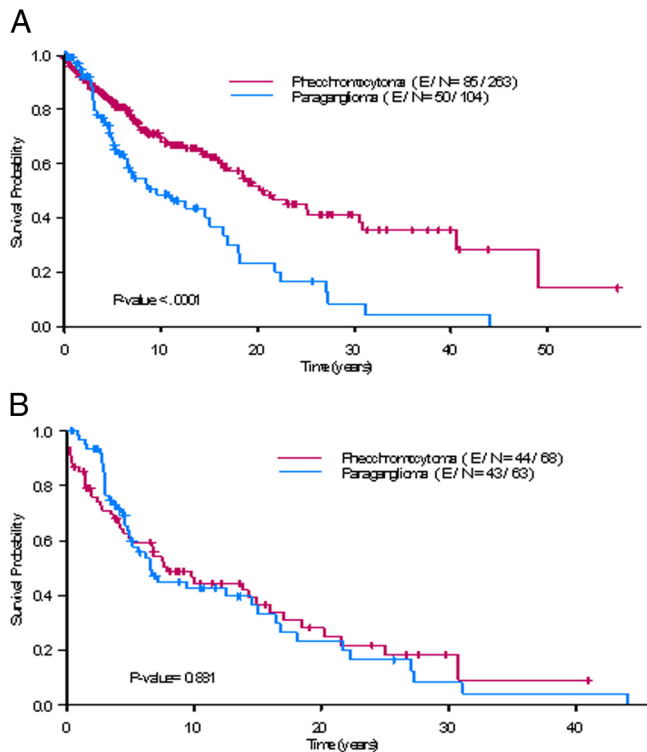 A
1.0
0.8
0.6
0.4
0.2
0.0
Survival Probability
Pheochromocytoma ( E/ N= 85/ 263)
Paraganglioma ( E/ N= 50/ 104)
P-value < .0001
0 10 20 30 40 50
Time (years)
B
1.0
0.8
0.6
0.4
0.2
0.0
Survival Probability
Pheochromocytoma ( E/ N= 44/ 68)
Paraganglioma ( E/ N= 43/ 63)
P-value= 0.881
0 10 20 30 40
Time (years)